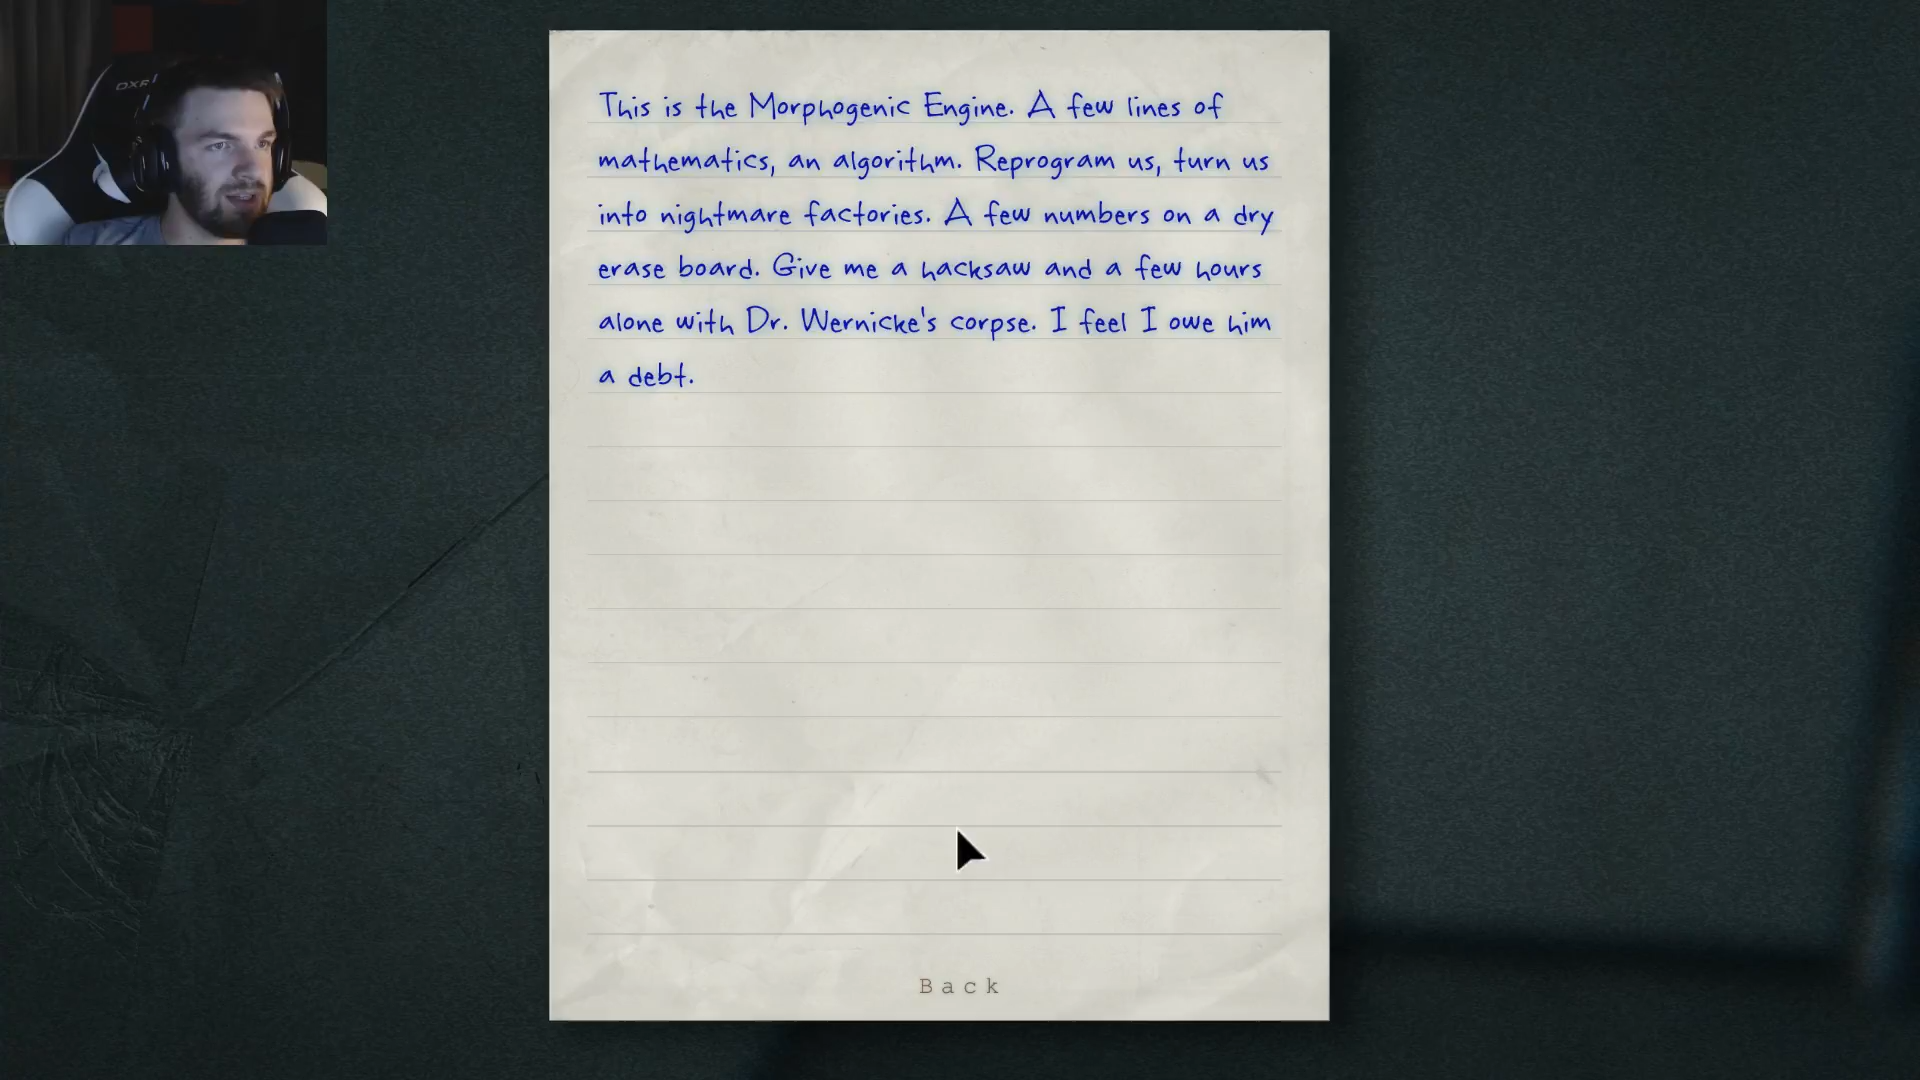 This is the Morphogenic Engine. A few lines of
mathematics, an algorithm. Reprogram us, turn us
into nightmare factories. A few numbers on a dry
erase board. Give me a hacksaw and a few hours
alone with Dr. Wernicke's corpse. I feel I owe him
a debt.
Back